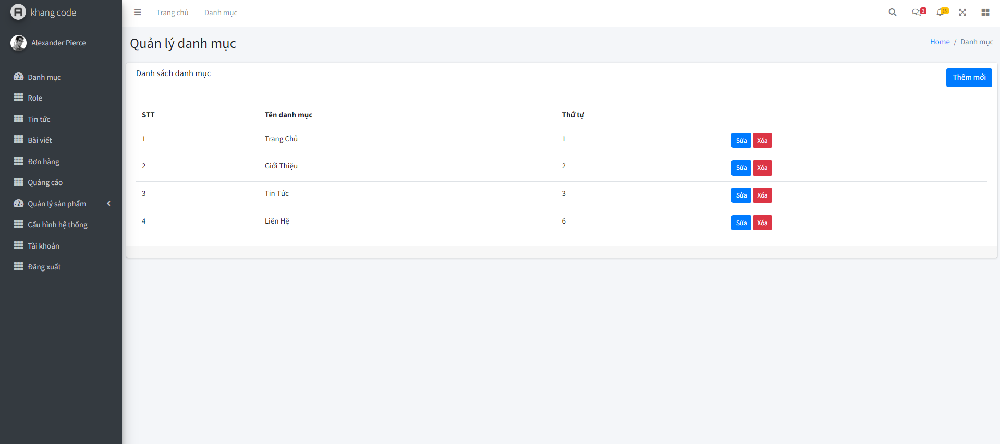 khang code
Trang chủ Danh mục
3 15
Alexander Pierce
Quản lý danh mục
Home / Danh mục
Danh mục
Role
Tin tức
Bài viết
Đơn hàng
Quảng cáo
Quản lý sản phẩm
Cấu hình hệ thống
Tài khoản
Đăng xuất
Danh sách danh mục
Thêm mới
STT Tên danh mục Thứ tự
1 Trang Chủ 1 Sửa Xóa
2 Giới Thiệu 2 Sửa Xóa
3 Tin Tức 3 Sửa Xóa
4 Liên Hệ 6 Sửa Xóa